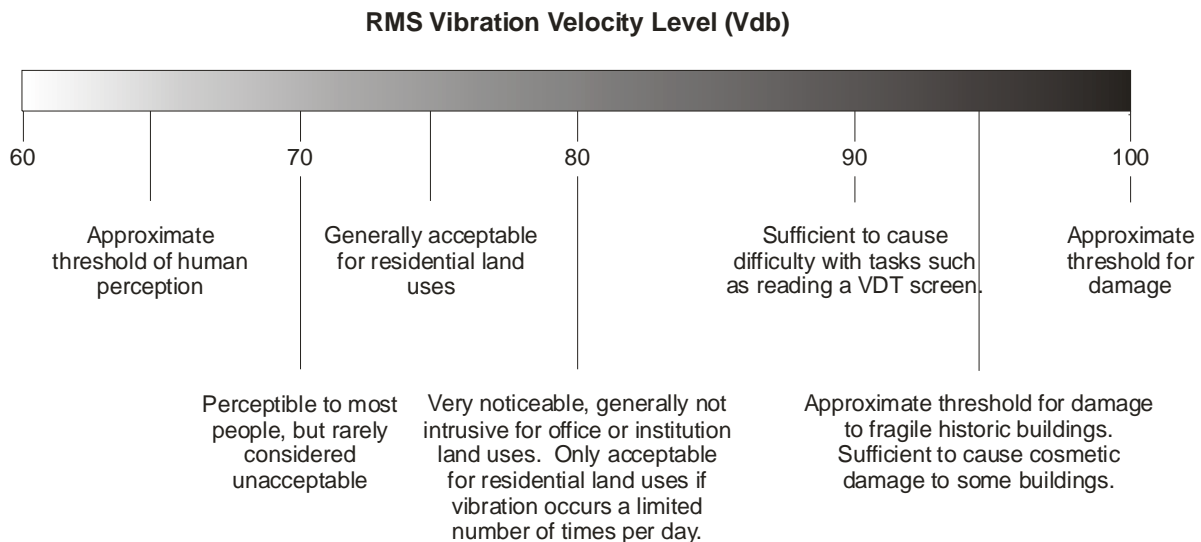 RMS Vibration Velocity Level (Vdb)
60
70
80
90
100
Approximate
threshold of human
perception
Generally acceptable
for residential land
uses
Sufficient to cause
difficulty with tasks such
as reading a VDT screen.
Approximate
threshold for
damage
Perceptible to most
people, but rarely
considered
unacceptable
Very noticeable, generally not
intrusive for office or institution
land uses. Only acceptable
for residential land uses if
vibration occurs a limited
number of times per day.
Approximate threshold for damage
to fragile historic buildings.
Sufficient to cause cosmetic
damage to some buildings.